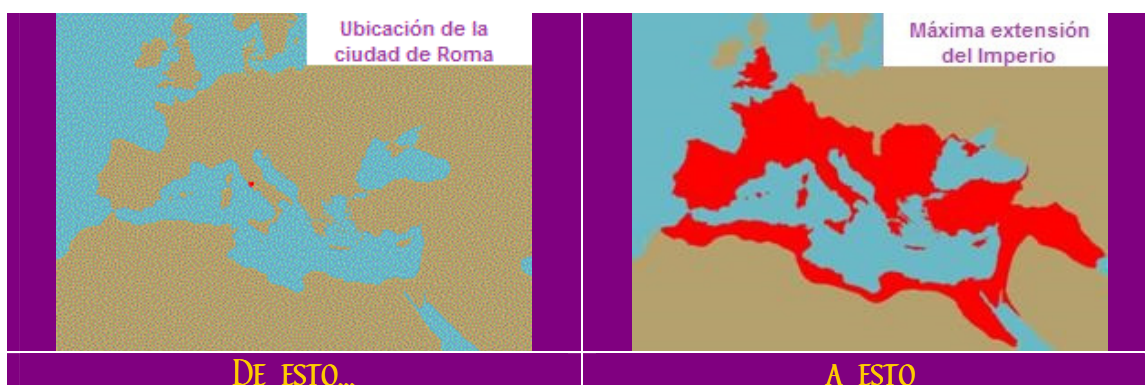 Ubicación de la
ciudad de Roma
Máxima extensión
del Imperio
De esto...
a esto